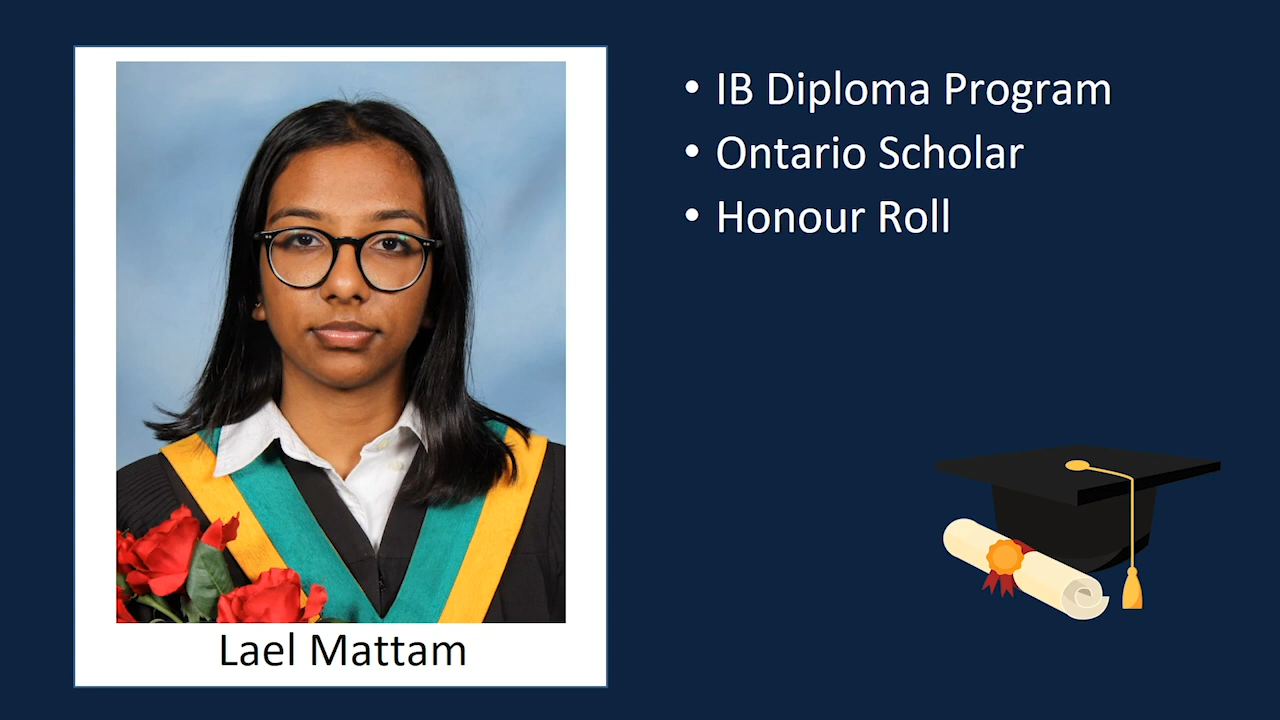 • IB Diploma Program
• Ontario Scholar
• Honour Roll
Lael Mattam